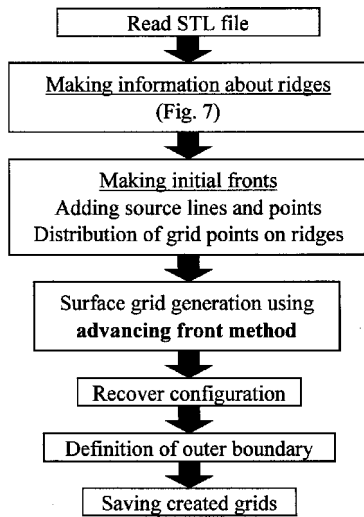 Read STL file
Making information about ridges
(Fig. 7)
Making initial fronts
Adding source lines and points
Distribution of grid points on ridges
Surface grid generation using
advancing front method
Recover configuration
Definition of outer boundary
Saving created grids